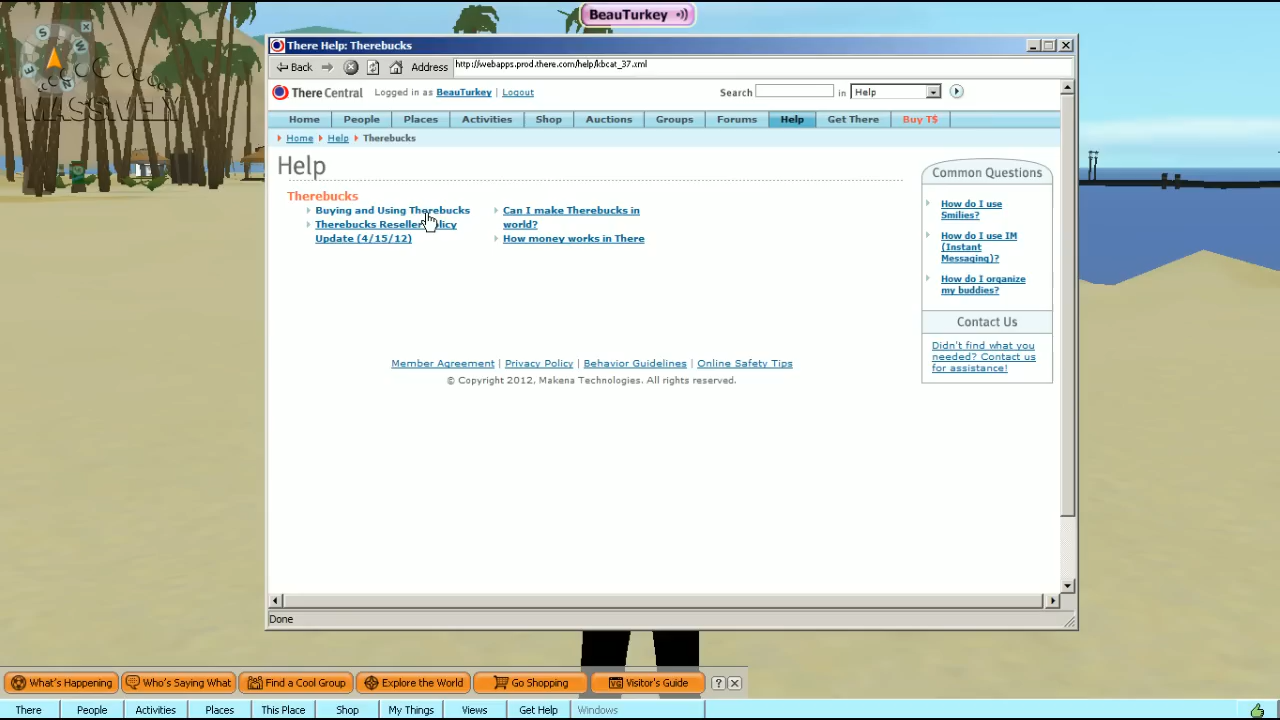 BeauTurkey
S
W
E
N
MASSIVELY
There Help: Therebucks
Back Address http://webapps.prod.there.com/help/kbcat_37.xml
There Central Logged in as BeauTurkey | Logout Search in Help
Home People Places Activities Shop Auctions Groups Forums Help Get There Buy T$
Home Help Therebucks
Help
Therebucks
Buying and Using Therebucks
Therebucks Reseller Policy
Update (4/15/12)
Can I make Therebucks in
world?
How money works in There
Common Questions
How do I use
Smilies?
How do I use IM
(Instant
Messaging)?
How do I organize
my buddies?
Contact Us
Didn't find what you
needed? Contact us
for assistance!
Member Agreement | Privacy Policy | Behavior Guidelines | Online Safety Tips
© Copyright 2012, Makena Technologies. All rights reserved.
Done
What's Happening Who's Saying What Find a Cool Group Explore the World Go Shopping VG Visitor's Guide ?
There People Activities Places This Place Shop My Things Views Get Help Windows